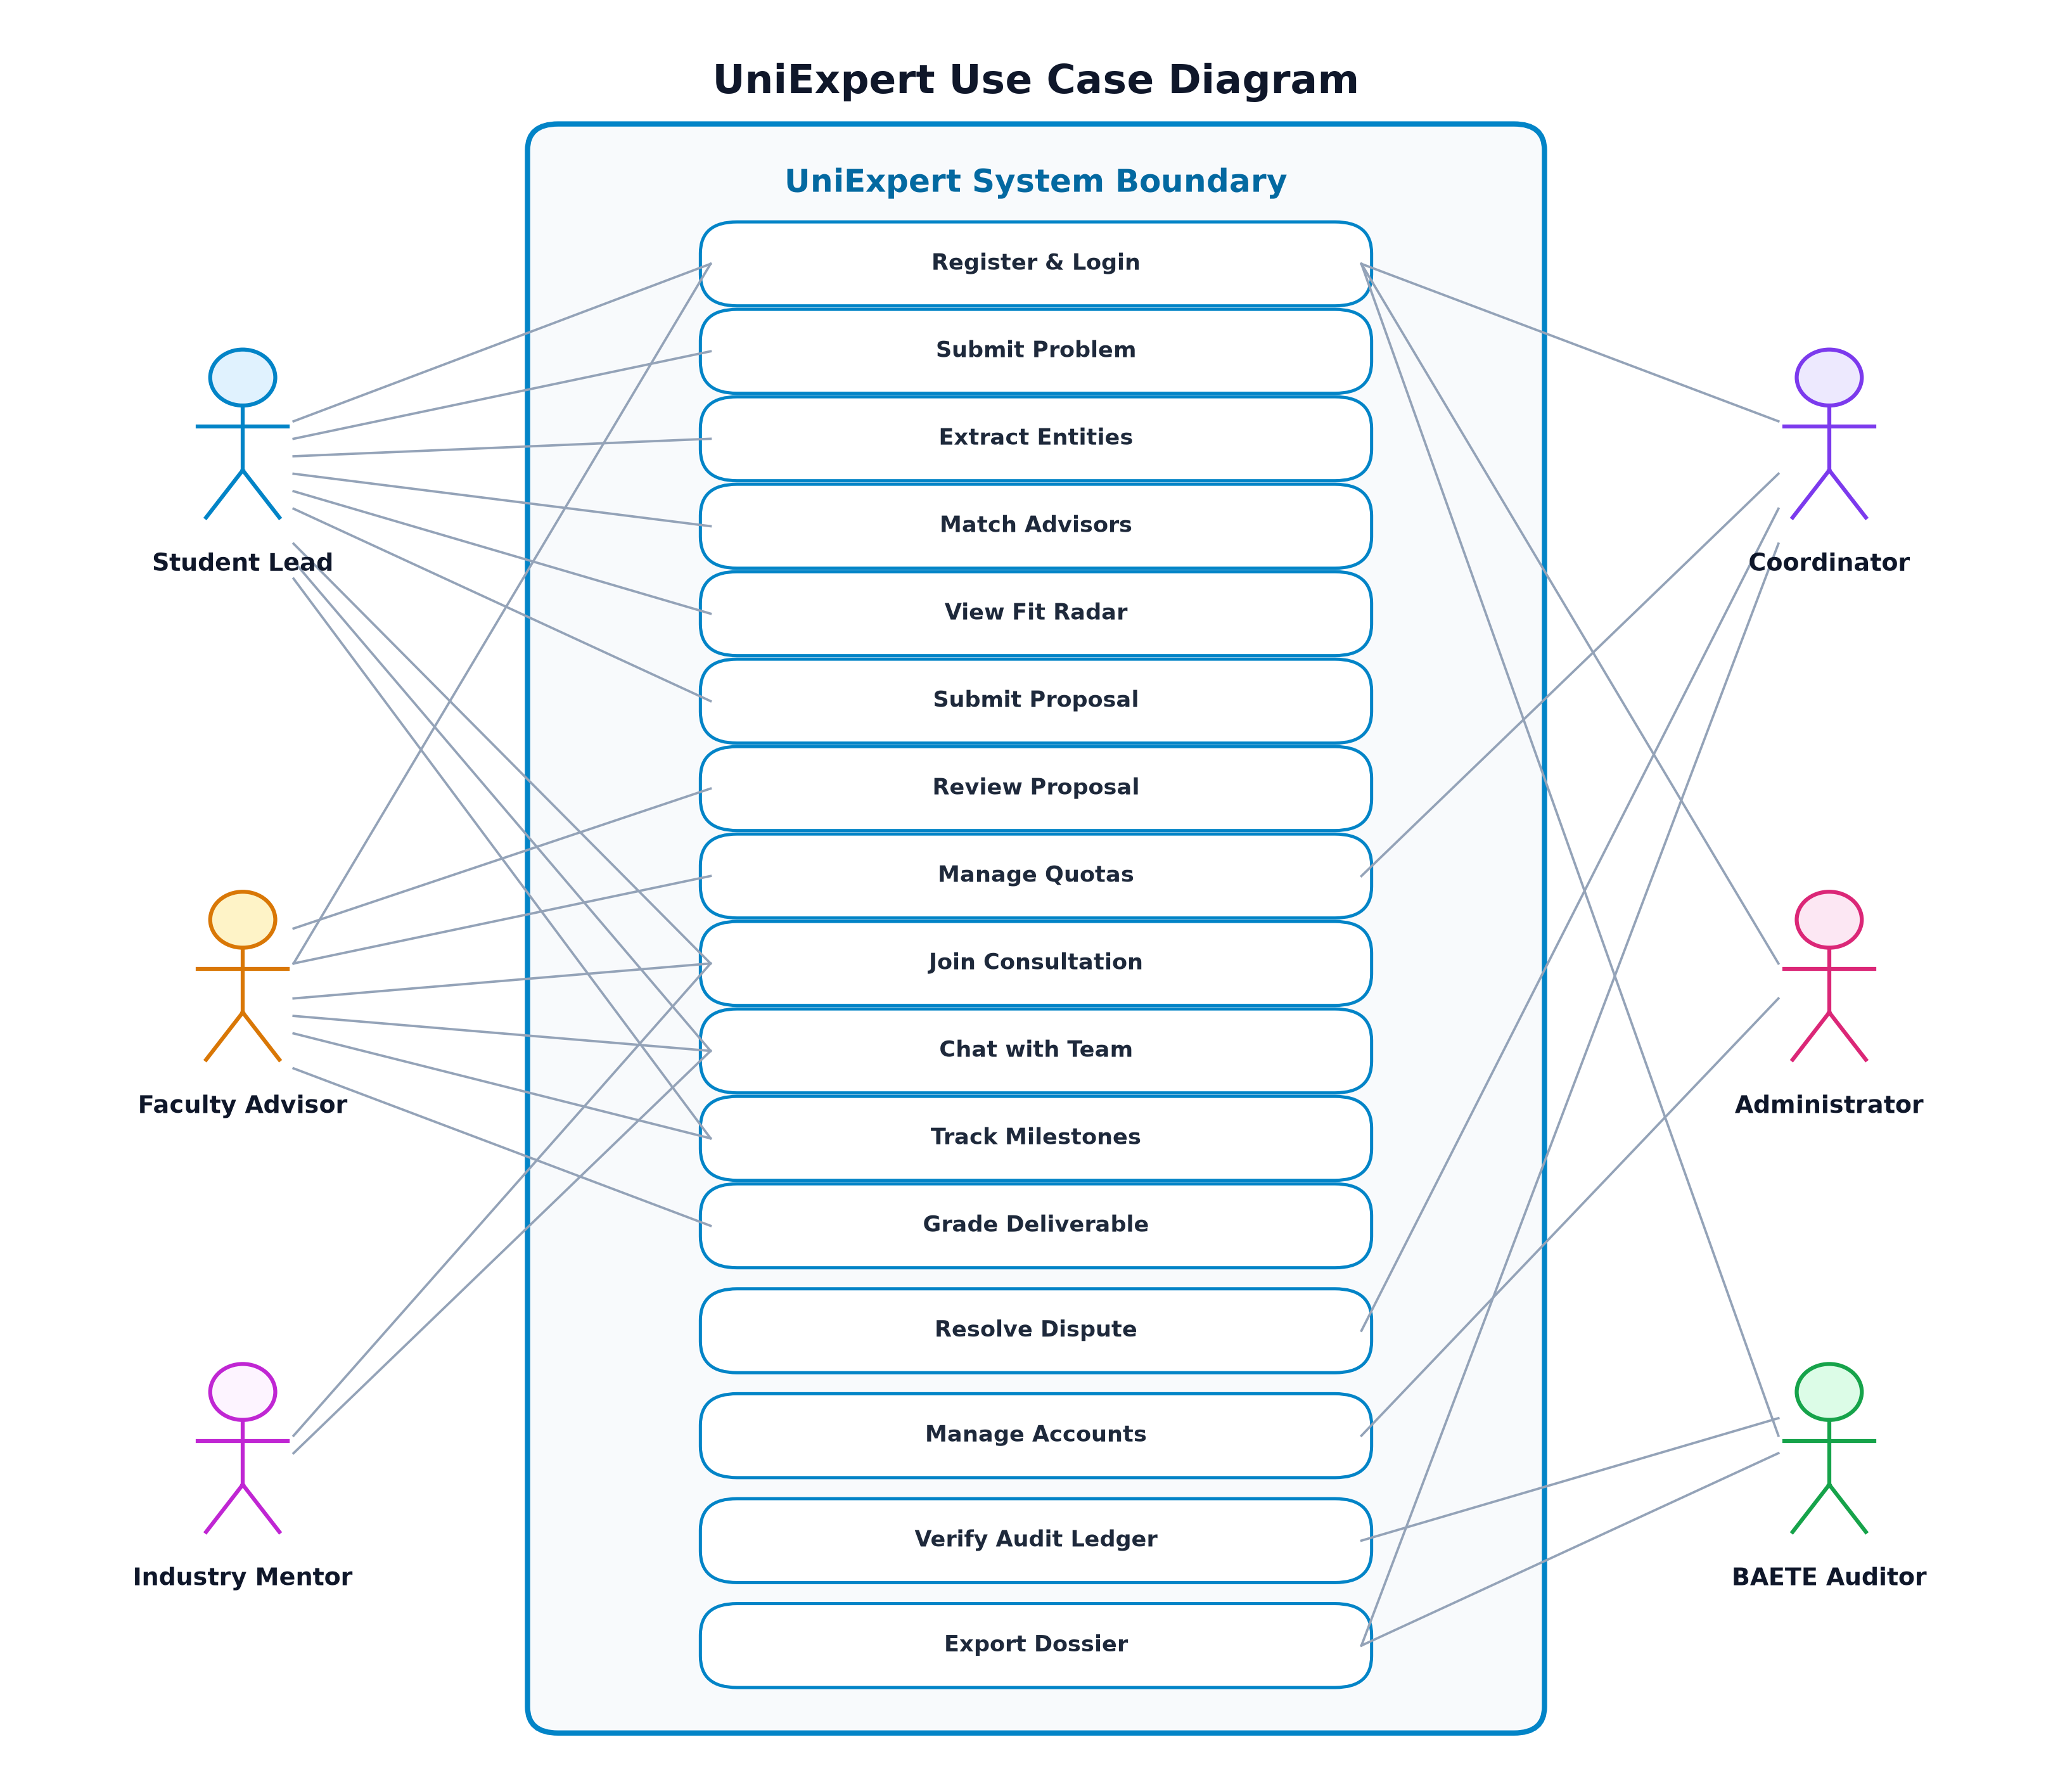 UniExpert Use Case Diagram
UniExpert System Boundary
Register & Login
Submit Problem
Extract Entities
Match Advisors
View Fit Radar
Submit Proposal
Review Proposal
Manage Quotas
Join Consultation
Chat with Team
Track Milestones
Grade Deliverable
Resolve Dispute
Manage Accounts
Verify Audit Ledger
Export Dossier
Student Lead
Faculty Advisor
Industry Mentor
Coordinator
Administrator
BAETE Auditor